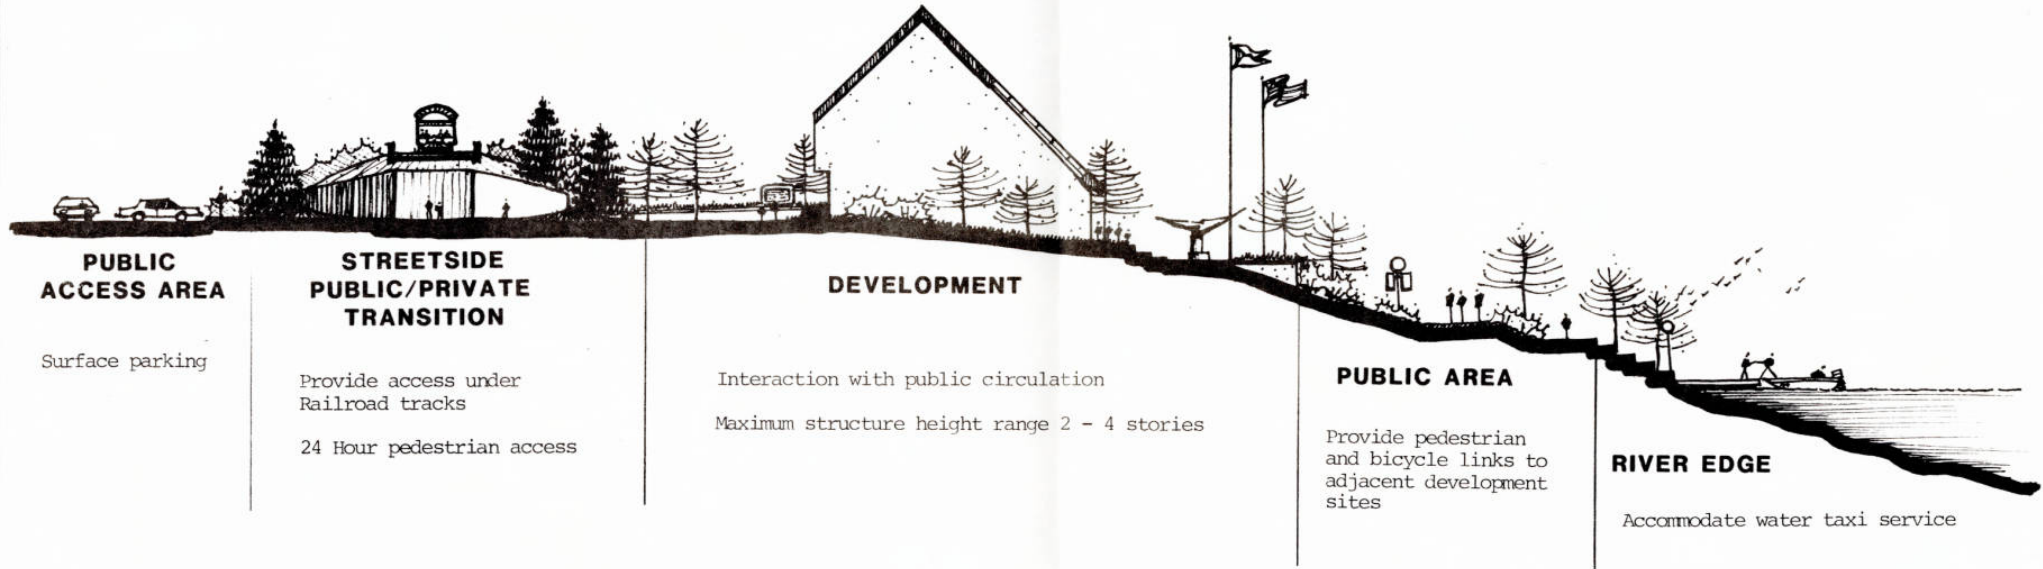 PUBLIC
ACCESS AREA
Surface parking
STREETSIDE
PUBLIC/PRIVATE
TRANSITION
Provide access under
Railroad tracks
24 Hour pedestrian access
DEVELOPMENT
Interaction with public circulation
Maximum structure height range 2 - 4 stories
PUBLIC AREA
Provide pedestrian
and bicycle links to
adjacent development
sites
RIVER EDGE
Accommodate water taxi service